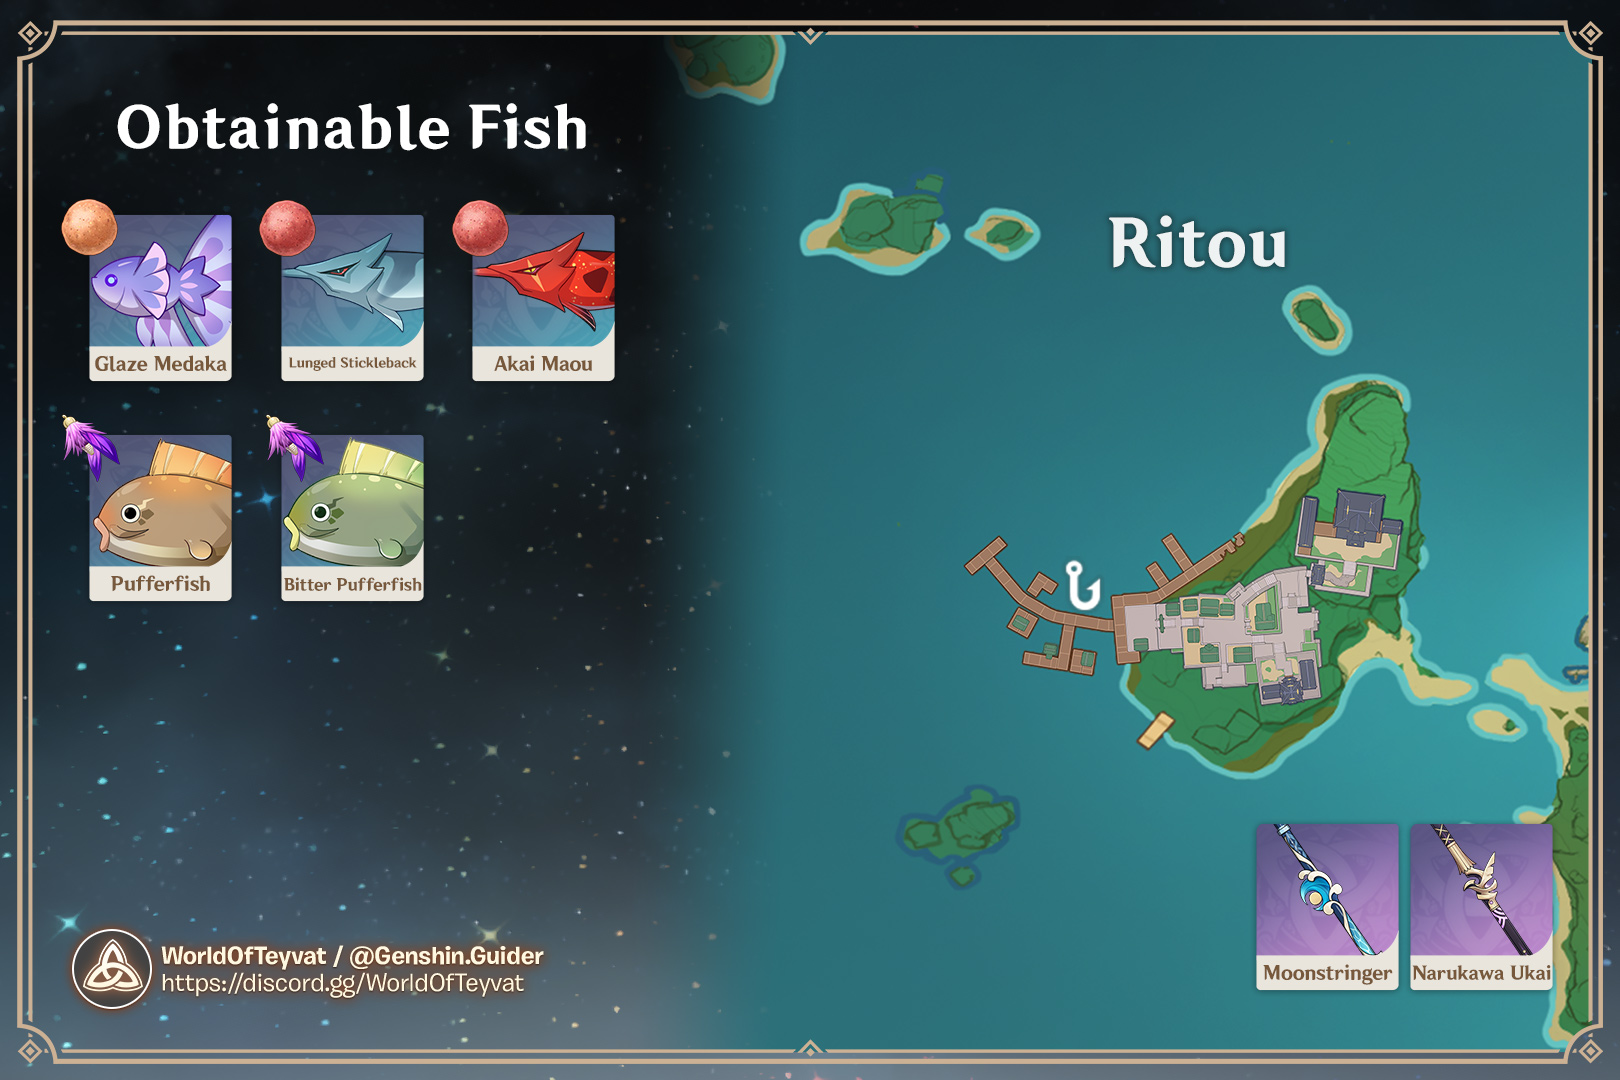 Obtainable Fish
Ritou
Glaze Medaka
Lunged Stickleback
Akai Maou
Pufferfish
Bitter Pufferfish
Moonstringer
Narukawa Ukai
WorldOfTeyvat / @Genshin.Guider
https://discord.gg/WorldOfTeyvat